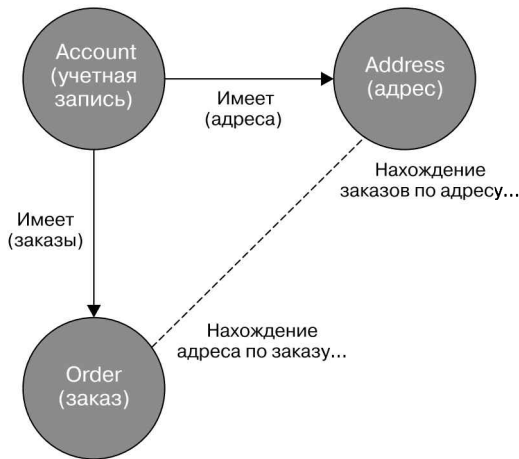 Account
(учетная
запись)
Address
(адрес)
Имеет
(адреса)
Нахождение
заказов по адресу...
Имеет
(заказы)
Нахождение
адреса по заказу...
Order
(заказ)